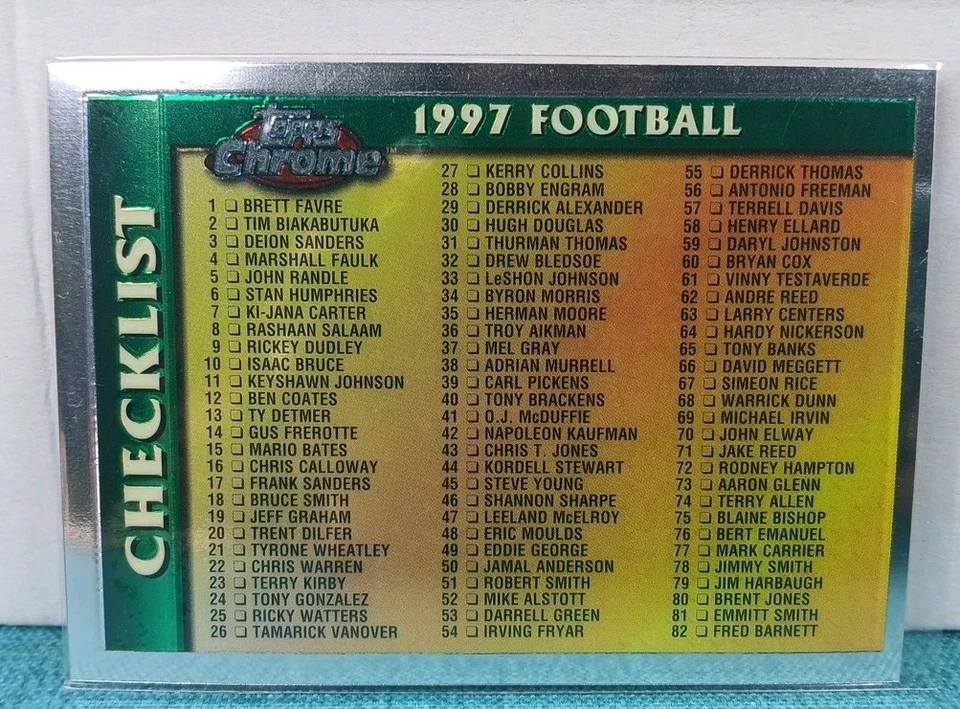 CHECKLIST
Topps
Chrome™
1997 FOOTBALL
1 ❏ BRETT FAVRE
2 ❏ TIM BIAKABUTUKA
3 ❏ DEION SANDERS
4 ❏ MARSHALL FAULK
5 ❏ JOHN RANDLE
6 ❏ STAN HUMPHRIES
7 ❏ KI-JANA CARTER
8 ❏ RASHAAN SALAAM
9 ❏ RICKEY DUDLEY
10 ❏ ISAAC BRUCE
11 ❏ KEYSHAWN JOHNSON
12 ❏ BEN COATES
13 ❏ TY DETMER
14 ❏ GUS FREROTTE
15 ❏ MARIO BATES
16 ❏ CHRIS CALLOWAY
17 ❏ FRANK SANDERS
18 ❏ BRUCE SMITH
19 ❏ JEFF GRAHAM
20 ❏ TRENT DILFER
21 ❏ TYRONE WHEATLEY
22 ❏ CHRIS WARREN
23 ❏ TERRY KIRBY
24 ❏ TONY GONZALEZ
25 ❏ RICKY WATTERS
26 ❏ TAMARICK VANOVER
27 ❏ KERRY COLLINS
28 ❏ BOBBY ENGRAM
29 ❏ DERRICK ALEXANDER
30 ❏ HUGH DOUGLAS
31 ❏ THURMAN THOMAS
32 ❏ DREW BLEDSOE
33 ❏ LeSHON JOHNSON
34 ❏ BYRON MORRIS
35 ❏ HERMAN MOORE
36 ❏ TROY AIKMAN
37 ❏ MEL GRAY
38 ❏ ADRIAN MURRELL
39 ❏ CARL PICKENS
40 ❏ TONY BRACKENS
41 ❏ O.J. McDUFFIE
42 ❏ NAPOLEON KAUFMAN
43 ❏ CHRIS T. JONES
44 ❏ KORDELL STEWART
45 ❏ STEVE YOUNG
46 ❏ SHANNON SHARPE
47 ❏ LEELAND McELROY
48 ❏ ERIC MOULDS
49 ❏ EDDIE GEORGE
50 ❏ JAMAL ANDERSON
51 ❏ ROBERT SMITH
52 ❏ MIKE ALSTOTT
53 ❏ DARRELL GREEN
54 ❏ IRVING FRYAR
55 ❏ DERRICK THOMAS
56 ❏ ANTONIO FREEMAN
57 ❏ TERRELL DAVIS
58 ❏ HENRY ELLARD
59 ❏ DARYL JOHNSTON
60 ❏ BRYAN COX
61 ❏ VINNY TESTAVERDE
62 ❏ ANDRE REED
63 ❏ LARRY CENTERS
64 ❏ HARDY NICKERSON
65 ❏ TONY BANKS
66 ❏ DAVID MEGGETT
67 ❏ SIMEON RICE
68 ❏ WARRICK DUNN
69 ❏ MICHAEL IRVIN
70 ❏ JOHN ELWAY
71 ❏ JAKE REED
72 ❏ RODNEY HAMPTON
73 ❏ AARON GLENN
74 ❏ TERRY ALLEN
75 ❏ BLAINE BISHOP
76 ❏ BERT EMANUEL
77 ❏ MARK CARRIER
78 ❏ JIMMY SMITH
79 ❏ JIM HARBAUGH
80 ❏ BRENT JONES
81 ❏ EMMITT SMITH
82 ❏ FRED BARNETT